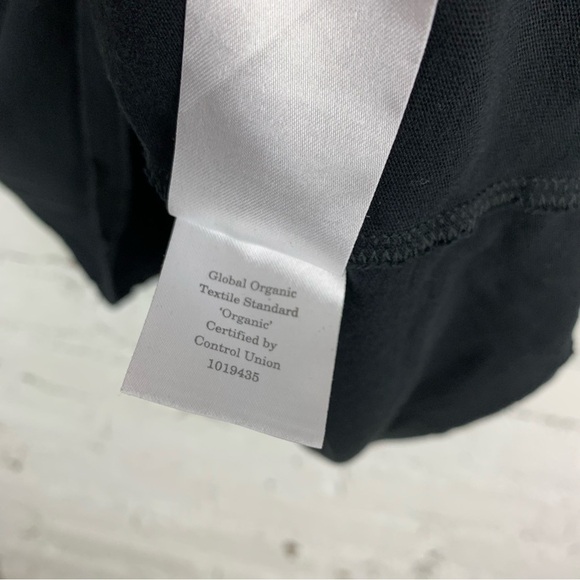 Global Organic
Textile Standard
'Organic'
Certified by
Control Union
1019435